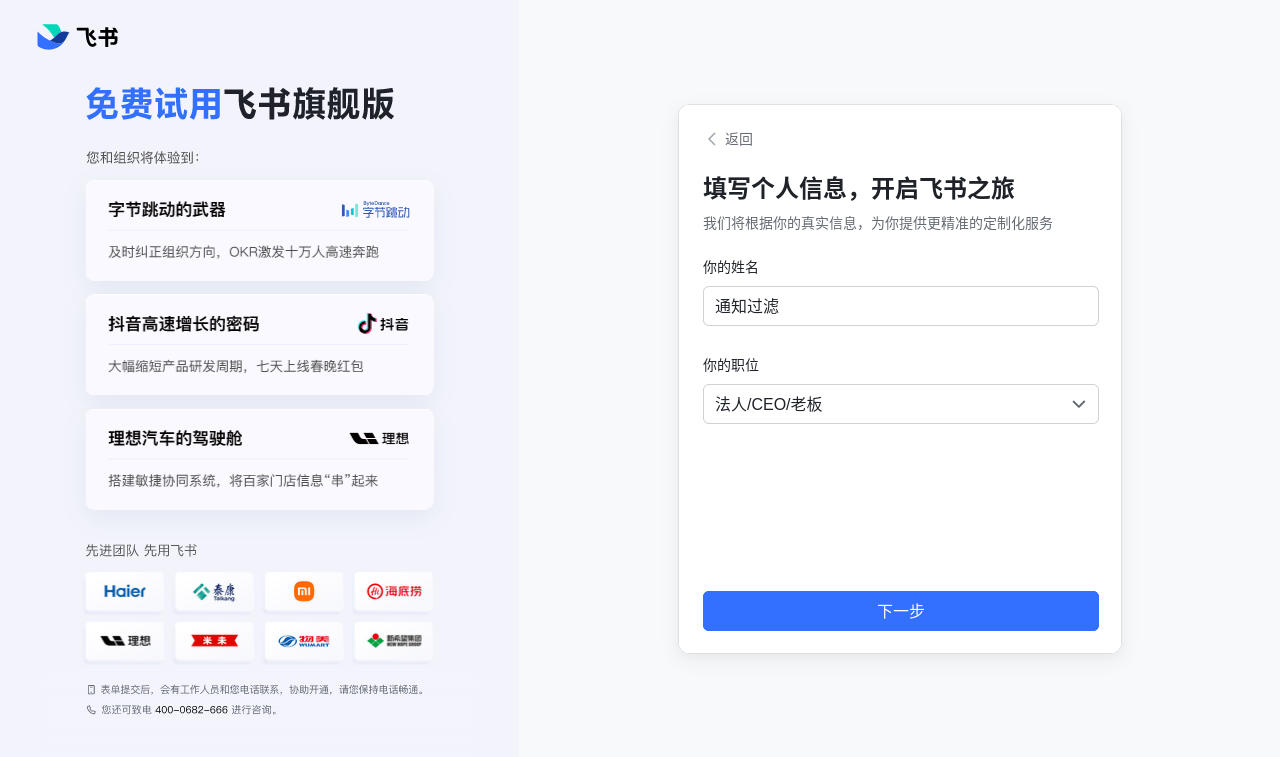 飞书
免费试用飞书旗舰版
您和组织将体验到：
字节跳动的武器
ByteDance
字节跳动
及时纠正组织方向，OKR激发十万人高速奔跑
抖音高速增长的密码
抖音
大幅缩短产品研发周期，七天上线春晚红包
理想汽车的驾驶舱
理想
搭建敏捷协同系统，将百家门店信息“串”起来
先进团队 先用飞书
Haier
泰康
Taikang
海底捞
理想
米未
物美
WUMART
新希望集团
NEW HOPE GROUP
表单提交后，会有工作人员和您电话联系，协助开通，请您保持电话畅通。
您还可致电 400-0682-666 进行咨询。
返回
填写个人信息，开启飞书之旅
我们将根据你的真实信息，为你提供更精准的定制化服务
你的姓名
通知过滤
你的职位
法人/CEO/老板
下一步